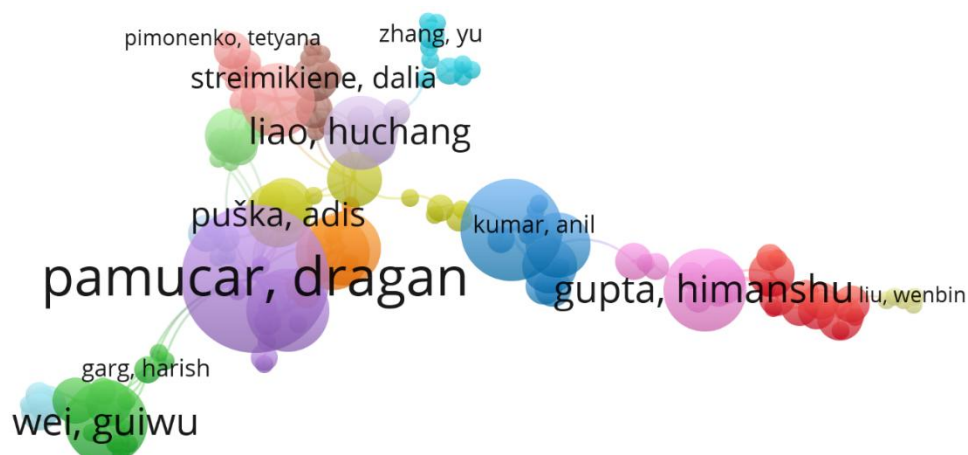 pimonenko, tetyana
zhang, yu
streimikiene, dalia
liao, huchang
puška, adis
kumar, anil
pamucar, dragan
gupta, himanshu
liu, wenbin
garg, harish
wei, guiwu